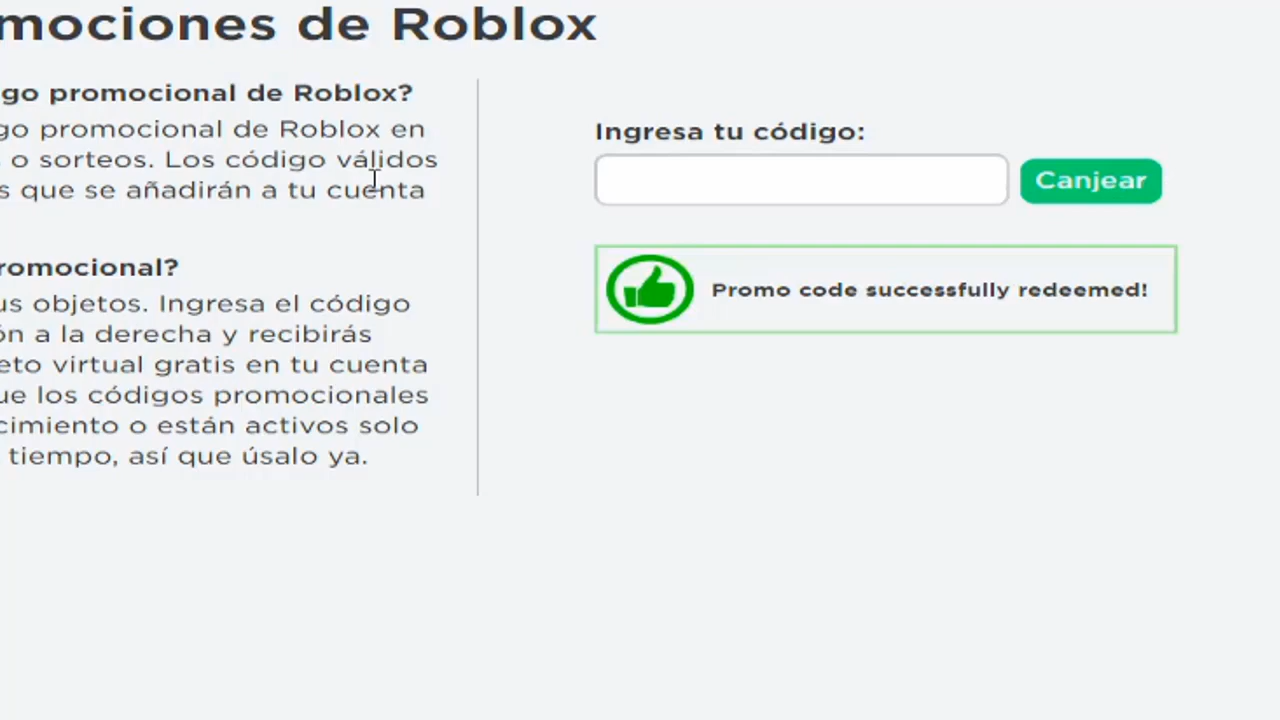 mociones de Roblox
go promocional de Roblox?
go promocional de Roblox en
s o sorteos. Los código válidos
s que se añadirán a tu cuenta
romocional?
us objetos. Ingresa el código
ón a la derecha y recibirás
eto virtual gratis en tu cuenta
ue los códigos promocionales
cimiento o están activos solo
tiempo, así que úsalo ya.
Ingresa tu código:
Canjear
Promo code successfully redeemed!